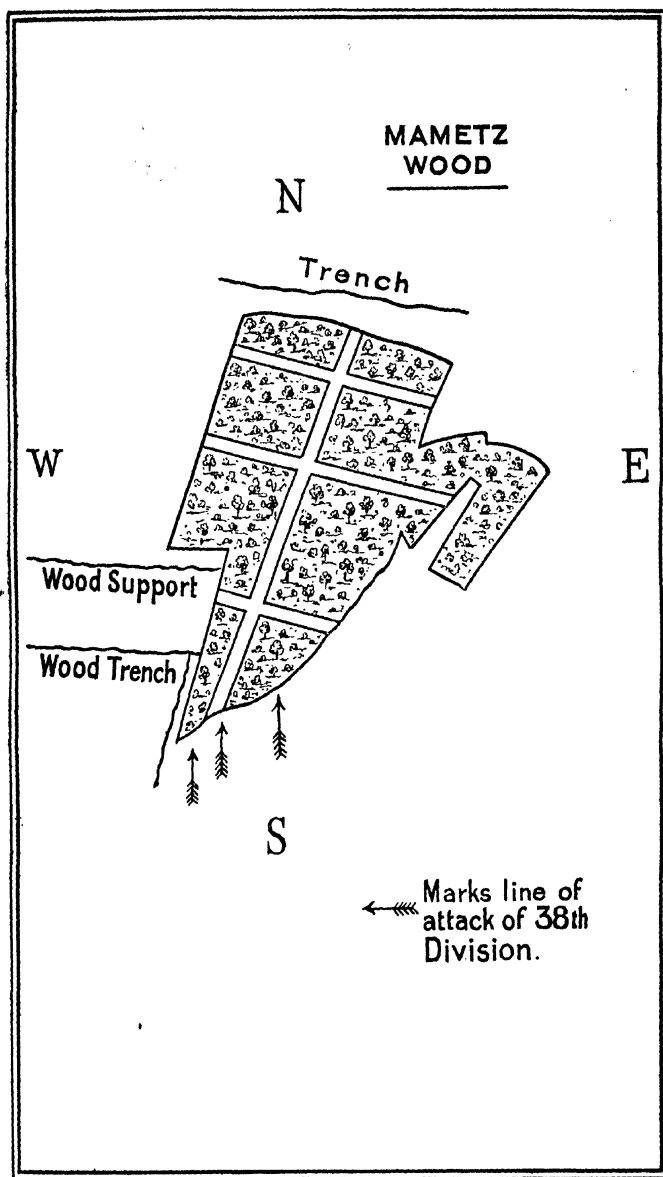 MAMETZ
WOOD
N
Trench
W
E
Wood Support
Wood Trench
S
Marks line of
attack of 38th
Division.